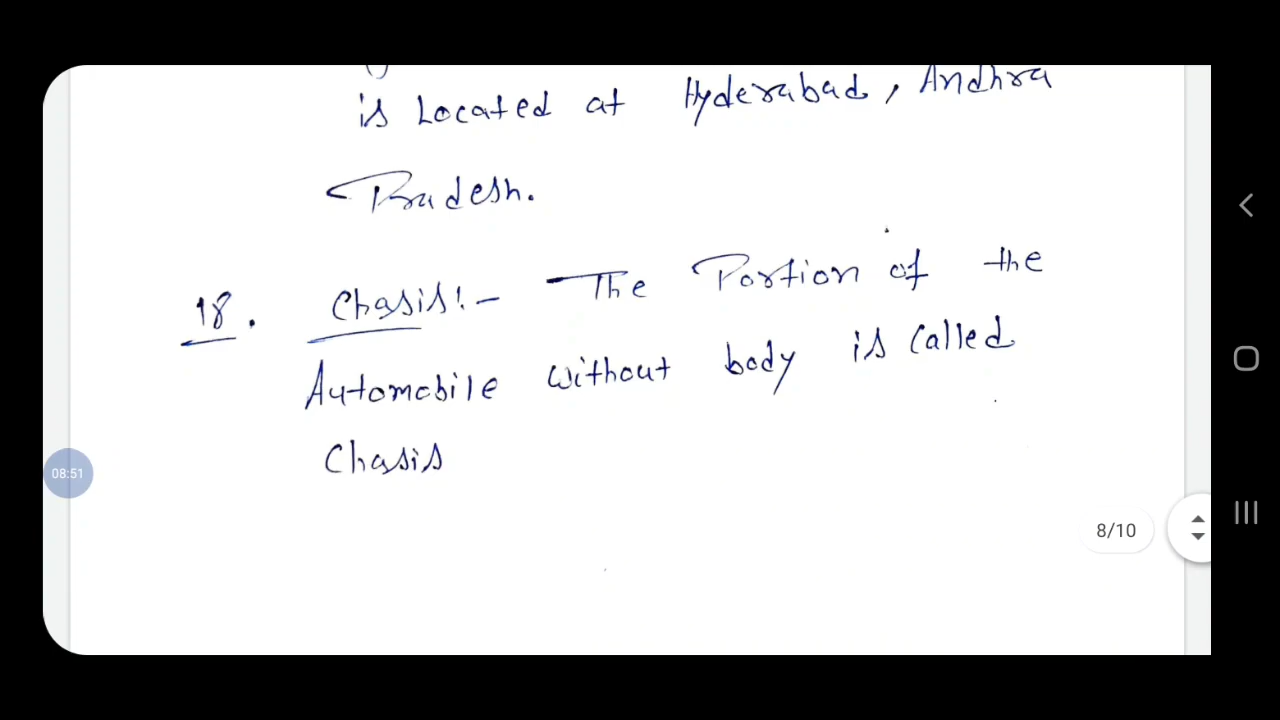 is Located at Hyderabad, Andhra
Pradesh.
18. Chasis:- The Portion of the
Automobile without body is called
Chasis
08:51
8/10